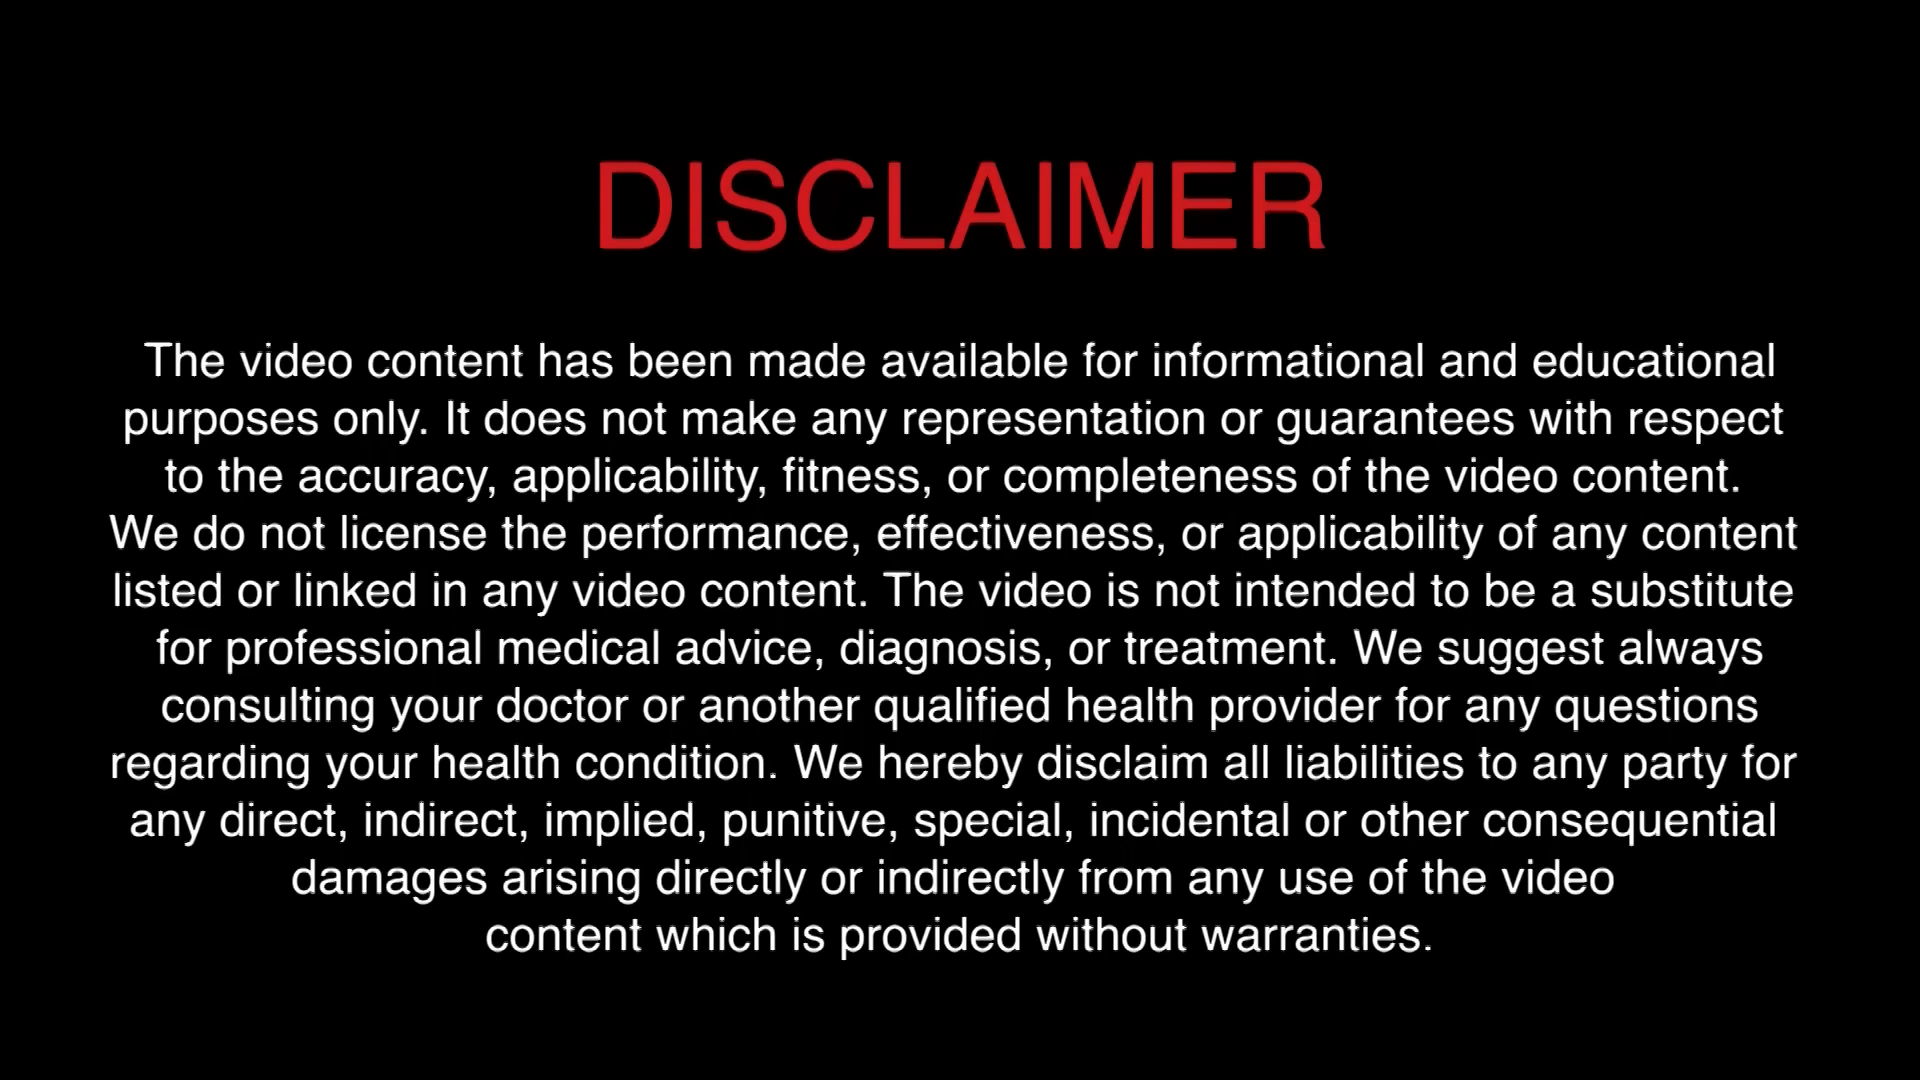 DISCLAIMER
The video content has been made available for informational and educational
purposes only. It does not make any representation or guarantees with respect
to the accuracy, applicability, fitness, or completeness of the video content.
We do not license the performance, effectiveness, or applicability of any content
listed or linked in any video content. The video is not intended to be a substitute
for professional medical advice, diagnosis, or treatment. We suggest always
consulting your doctor or another qualified health provider for any questions
regarding your health condition. We hereby disclaim all liabilities to any party for
any direct, indirect, implied, punitive, special, incidental or other consequential
damages arising directly or indirectly from any use of the video
content which is provided without warranties.